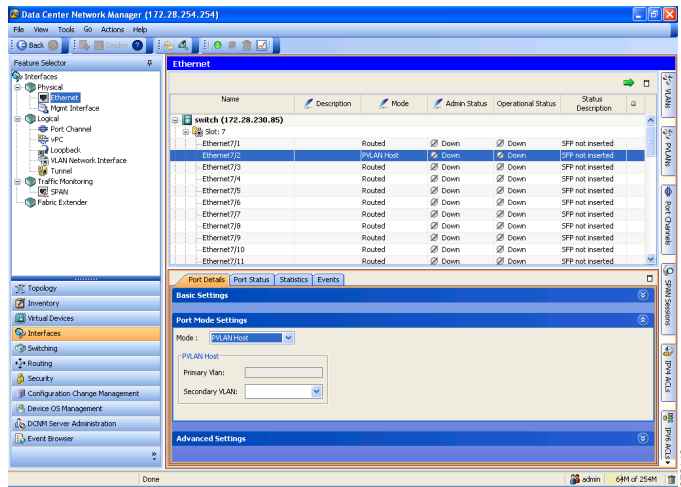 Data Center Network Manager (172.28.254.254)
File View Tools Go Actions Help
Back Deploy
Feature Selector
Interfaces
Physical
Ethernet
Mgmt Interface
Logical
Port Channel
vPC
Loopback
VLAN Network Interface
Tunnel
Traffic Monitoring
SPAN
Fabric Extender
Topology
Inventory
Virtual Devices
Interfaces
Switching
Routing
Security
Configuration Change Management
Device OS Management
DCNM Server Administration
Event Browser
Ethernet
Name Description Mode Admin Status Operational Status Status Description
switch (172.28.230.85)
Slot: 7
Ethernet7/1 Routed Down Down SFP not inserted
Ethernet7/2 PVLAN Host Down Down SFP not inserted
Ethernet7/3 Routed Down Down SFP not inserted
Ethernet7/4 Routed Down Down SFP not inserted
Ethernet7/5 Routed Down Down SFP not inserted
Ethernet7/6 Routed Down Down SFP not inserted
Ethernet7/7 Routed Down Down SFP not inserted
Ethernet7/8 Routed Down Down SFP not inserted
Ethernet7/9 Routed Down Down SFP not inserted
Ethernet7/10 Routed Down Down SFP not inserted
Ethernet7/11 Routed Down Down SFP not inserted
Port Details Port Status Statistics Events
Basic Settings
Port Mode Settings
Mode : PVLAN Host
PVLAN Host
Primary Vlan:
Secondary VLAN:
Advanced Settings
VLANs
PVLANs
Port Channels
SPAN Sessions
IPV4 ACLs
IPV6 ACLs
Done admin 64M of 254M